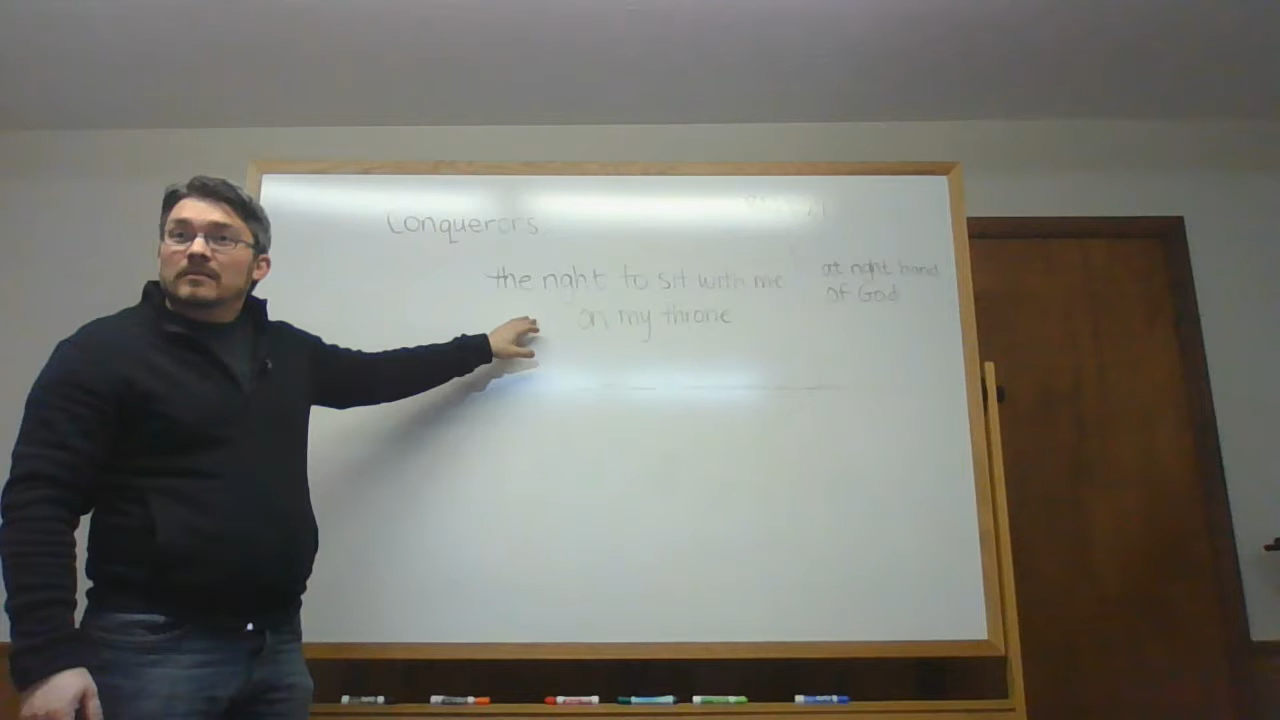 Conquerors
the right to sit with me
on my throne
at right hand
of God